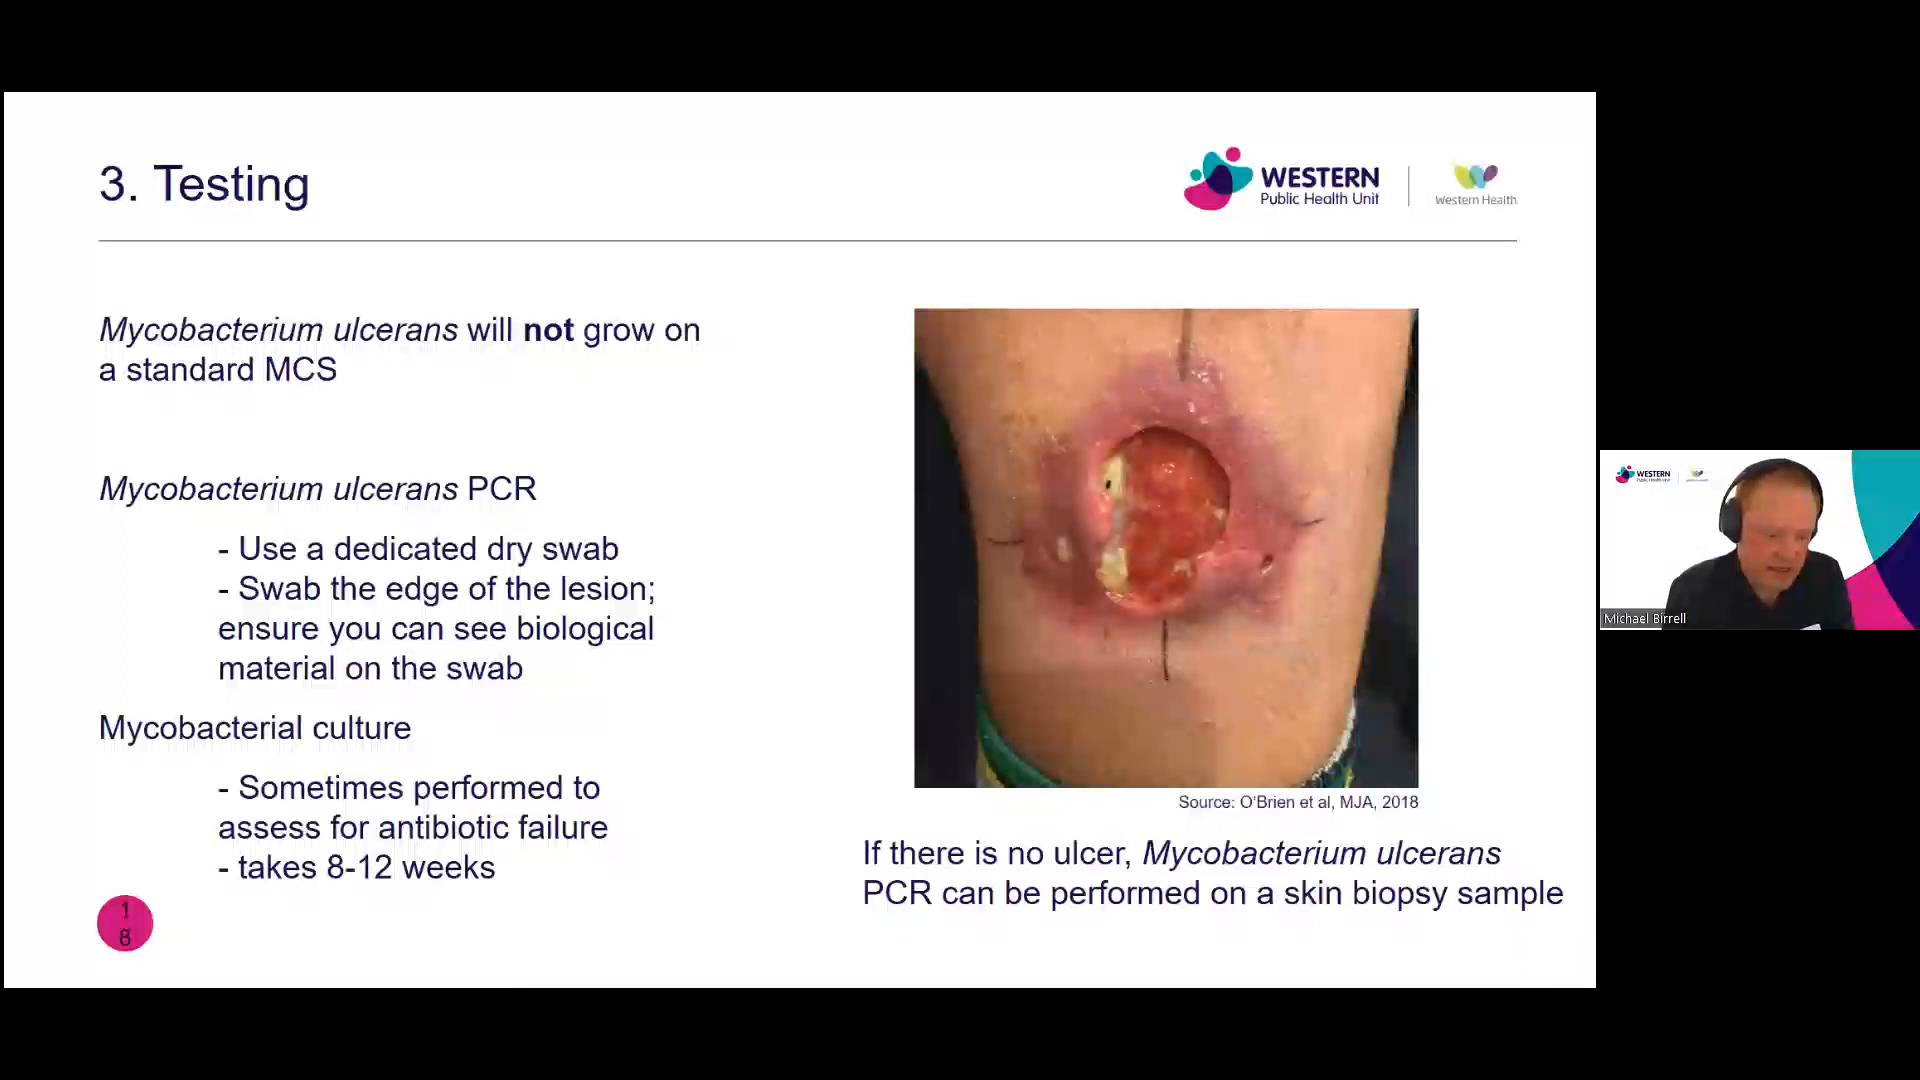 3. Testing
WESTERN
Public Health Unit
Western Health
Mycobacterium ulcerans will not grow on
a standard MCS
Mycobacterium ulcerans PCR
- Use a dedicated dry swab
- Swab the edge of the lesion;
ensure you can see biological
material on the swab
Mycobacterial culture
- Sometimes performed to
assess for antibiotic failure
- takes 8-12 weeks
1
8
Source: O'Brien et al, MJA, 2018
If there is no ulcer, Mycobacterium ulcerans
PCR can be performed on a skin biopsy sample
WESTERN
Michael Birrell